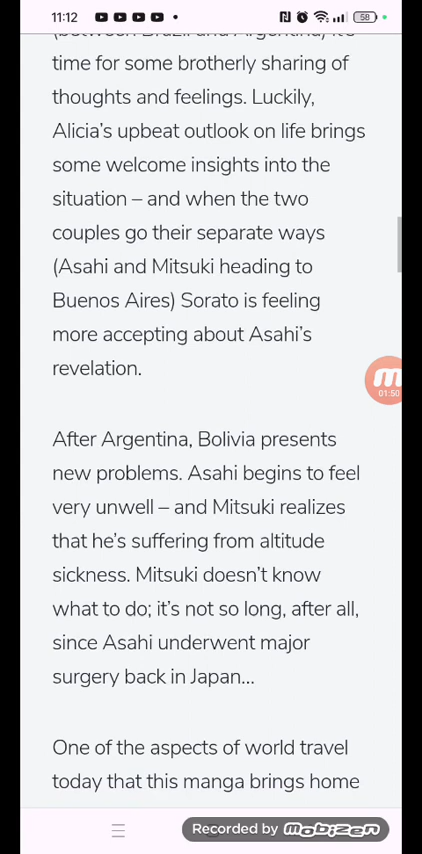 11:12
58
(between Brazil and Argentina) it's
time for some brotherly sharing of
thoughts and feelings. Luckily,
Alicia's upbeat outlook on life brings
some welcome insights into the
situation – and when the two
couples go their separate ways
(Asahi and Mitsuki heading to
Buenos Aires) Sorato is feeling
more accepting about Asahi's
revelation.
01:50
After Argentina, Bolivia presents
new problems. Asahi begins to feel
very unwell – and Mitsuki realizes
that he's suffering from altitude
sickness. Mitsuki doesn't know
what to do; it's not so long, after all,
since Asahi underwent major
surgery back in Japan...
One of the aspects of world travel
today that this manga brings home
Recorded by mobizen